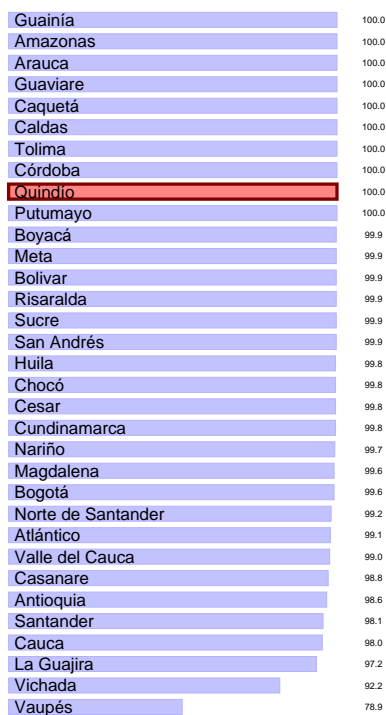 Guainía 100.0
Amazonas 100.0
Arauca 100.0
Guaviare 100.0
Caquetá 100.0
Caldas 100.0
Tolima 100.0
Córdoba 100.0
Quindío 100.0
Putumayo 100.0
Boyacá 99.9
Meta 99.9
Bolivar 99.9
Risaralda 99.9
Sucre 99.9
San Andrés 99.9
Huila 99.8
Chocó 99.8
Cesar 99.8
Cundinamarca 99.8
Nariño 99.7
Magdalena 99.6
Bogotá 99.6
Norte de Santander 99.2
Atlántico 99.1
Valle del Cauca 99.0
Casanare 98.8
Antioquia 98.6
Santander 98.1
Cauca 98.0
La Guajira 97.2
Vichada 92.2
Vaupés 78.9